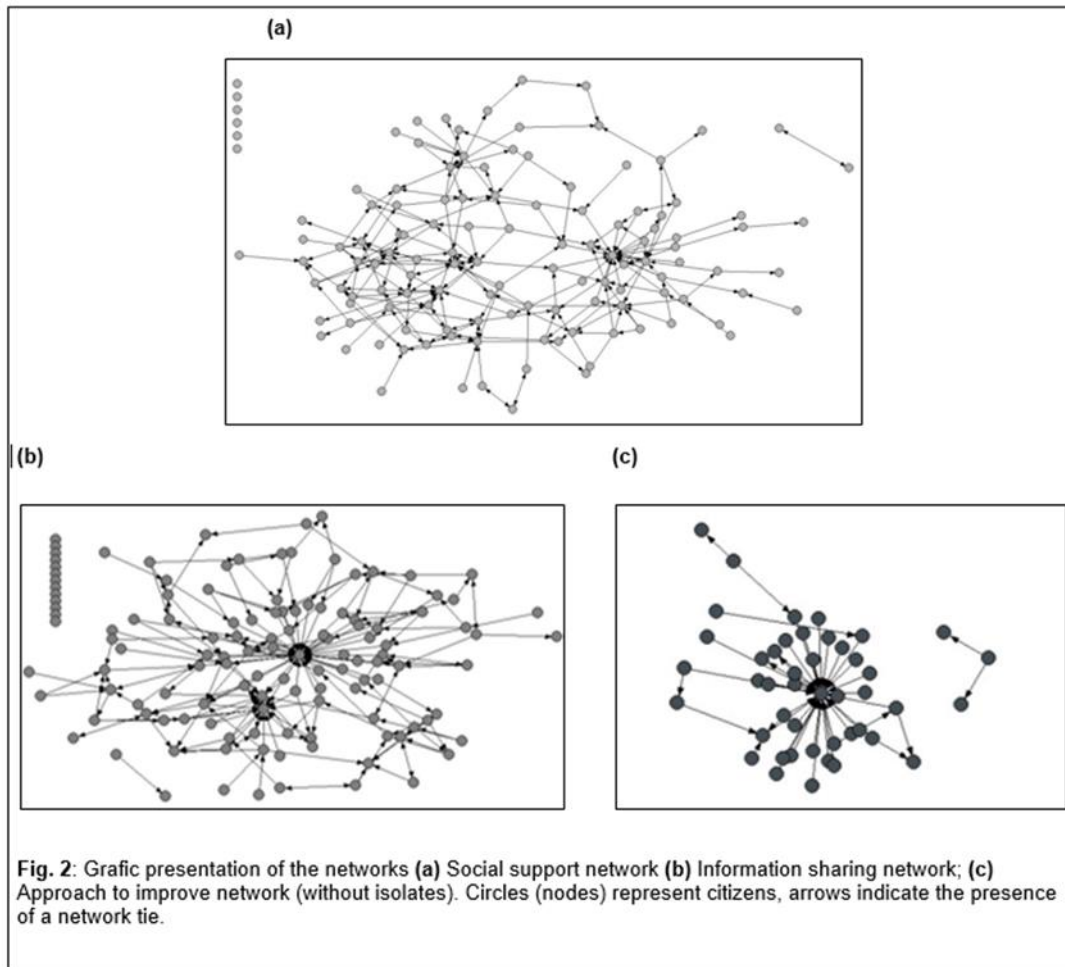 (a)
(b)
(c)
Fig. 2: Grafic presentation of the networks (a) Social support network (b) Information sharing network; (c)
Approach to improve network (without isolates). Circles (nodes) represent citizens, arrows indicate the presence
of a network tie.